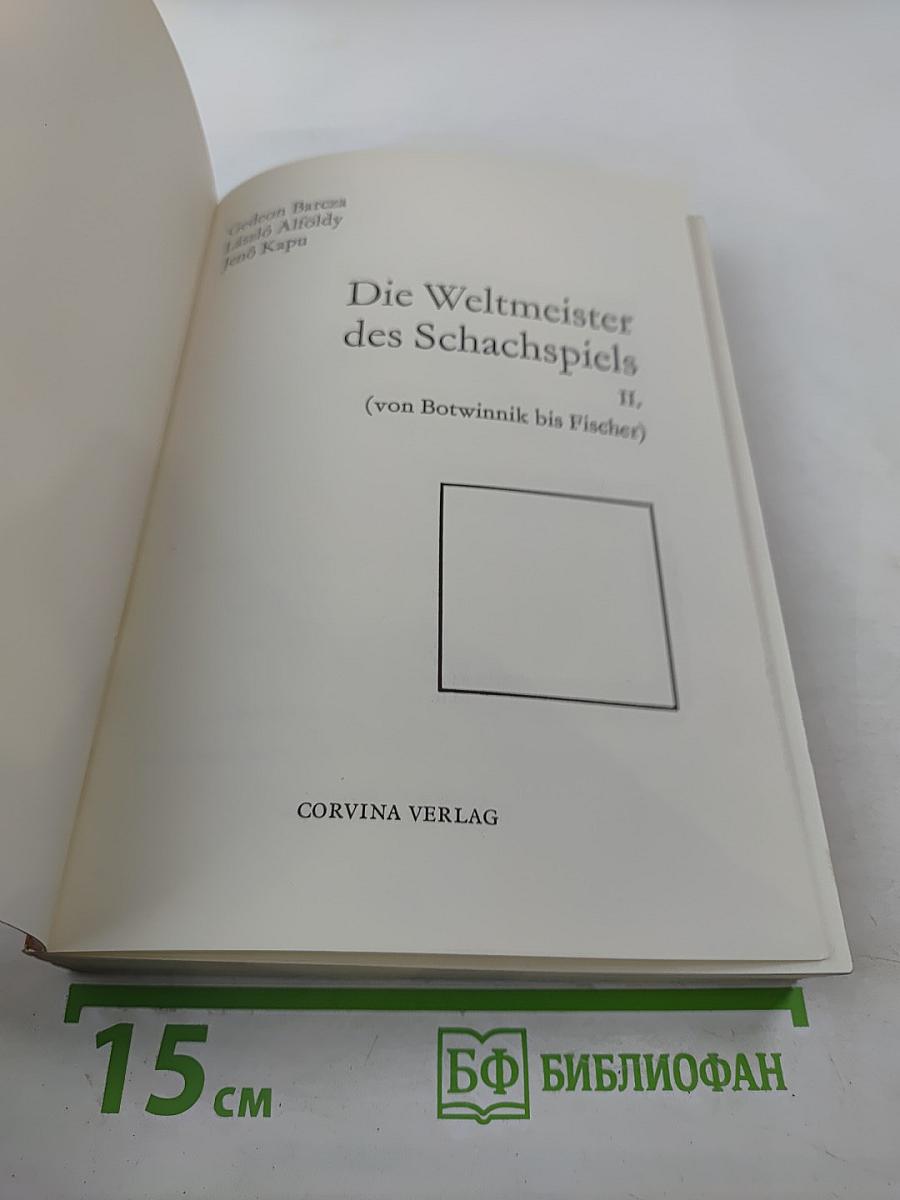 Gedeon Barcza
László Alföldy
Jenő Kapu
Die Weltmeister
des Schachspiels
II.
(von Botwinnik bis Fischer)
CORVINA VERLAG
15 см
БФ БИБЛИОФАН